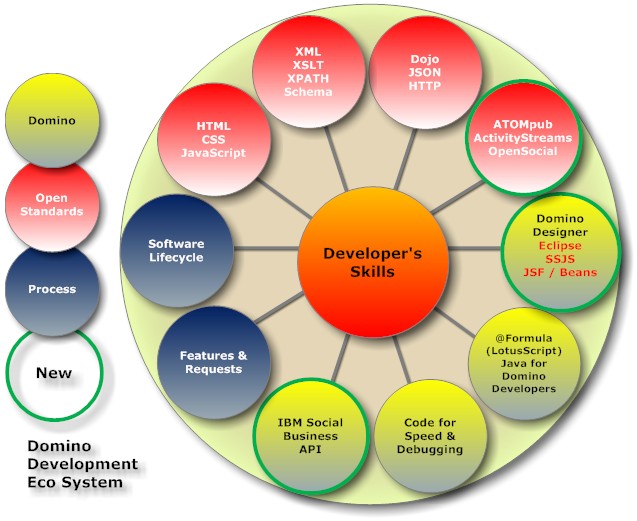 Domino
Open
Standards
Process
New
Domino
Development
Eco System
XML
XSLT
XPATH
Schema
Dojo
JSON
HTTP
ATOMpub
ActivityStreams
OpenSocial
Domino
Designer
Eclipse
SSJS
JSF / Beans
@Formula
(LotusScript)
Java for
Domino
Developers
Code for
Speed &
Debugging
IBM Social
Business
API
Features &
Requests
Software
Lifecycle
HTML
CSS
JavaScript
Developer's
Skills